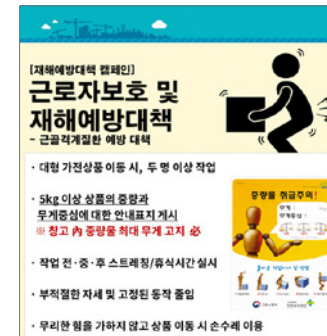 [재해예방대책 캠페인]
근로자보호 및
재해예방대책
- 근골격계질환 예방 대책
· 대형 가전상품 이동 시, 두 명 이상 작업
· 5kg 이상 상품의 중량과
무게중심에 대한 안내표지 게시
※ 창고 內 중량물 최대 무게 고지 必
중량물 취급주의!
무게 :
무게중심 :
· 작업 전·중·후 스트레칭/휴식시간 실시
· 부적절한 자세 및 고정된 동작 줄임
· 무리한 힘을 가하지 않고 상품 이동 시 손수레 이용